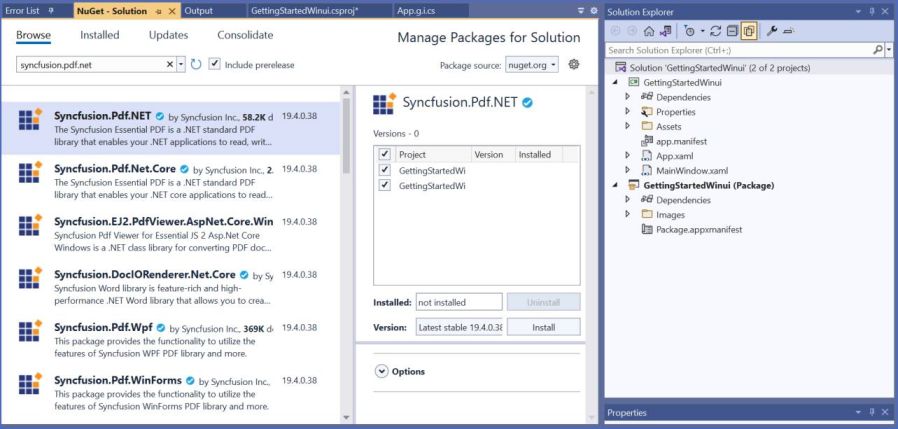 Error List
NuGet - Solution
Output
GettingStartedWinui.csproj*
App.g.i.cs
Browse
Installed
Updates
Consolidate
Manage Packages for Solution
syncfusion.pdf.net
Include prerelease
Package source: nuget.org
Syncfusion.Pdf.NET by Syncfusion Inc., 58.2K d 19.4.0.38
The Syncfusion Essential PDF is a .NET standard PDF
library that enables your .NET applications to read, writ...
Syncfusion.Pdf.Net.Core by Syncfusion Inc., 2. 19.4.0.38
The Syncfusion Essential PDF is a .NET standard PDF
library that enables your .NET core applications to read...
Syncfusion.EJ2.PdfViewer.AspNet.Core.Win 19.4.0.38
Syncfusion Pdf Viewer for Essential JS 2 Asp.Net Core
Windows is a .NET class library for converting PDF doc...
Syncfusion.DocIORenderer.Net.Core by Sy 19.4.0.38
Syncfusion Word library is feature-rich and high-
performance .NET Word library that allows you to crea...
Syncfusion.Pdf.Wpf by Syncfusion Inc., 369K d 19.4.0.38
This package provides the functionality to utilize the
features of Syncfusion WPF PDF library and more.
Syncfusion.Pdf.WinForms by Syncfusion Inc., 19.4.0.38
This package provides the functionality to utilize the
features of Syncfusion WinForms PDF library and more.
Syncfusion.Pdf.NET
Versions - 0
Project Version Installed
GettingStartedWi
GettingStartedWi
Installed: not installed Uninstall
Version: Latest stable 19.4.0.38 Install
Options
Solution Explorer
Search Solution Explorer (Ctrl+;)
Solution 'GettingStartedWinui' (2 of 2 projects)
GettingStartedWinui
Dependencies
Properties
Assets
app.manifest
App.xaml
MainWindow.xaml
GettingStartedWinui (Package)
Dependencies
Images
Package.appxmanifest
Properties